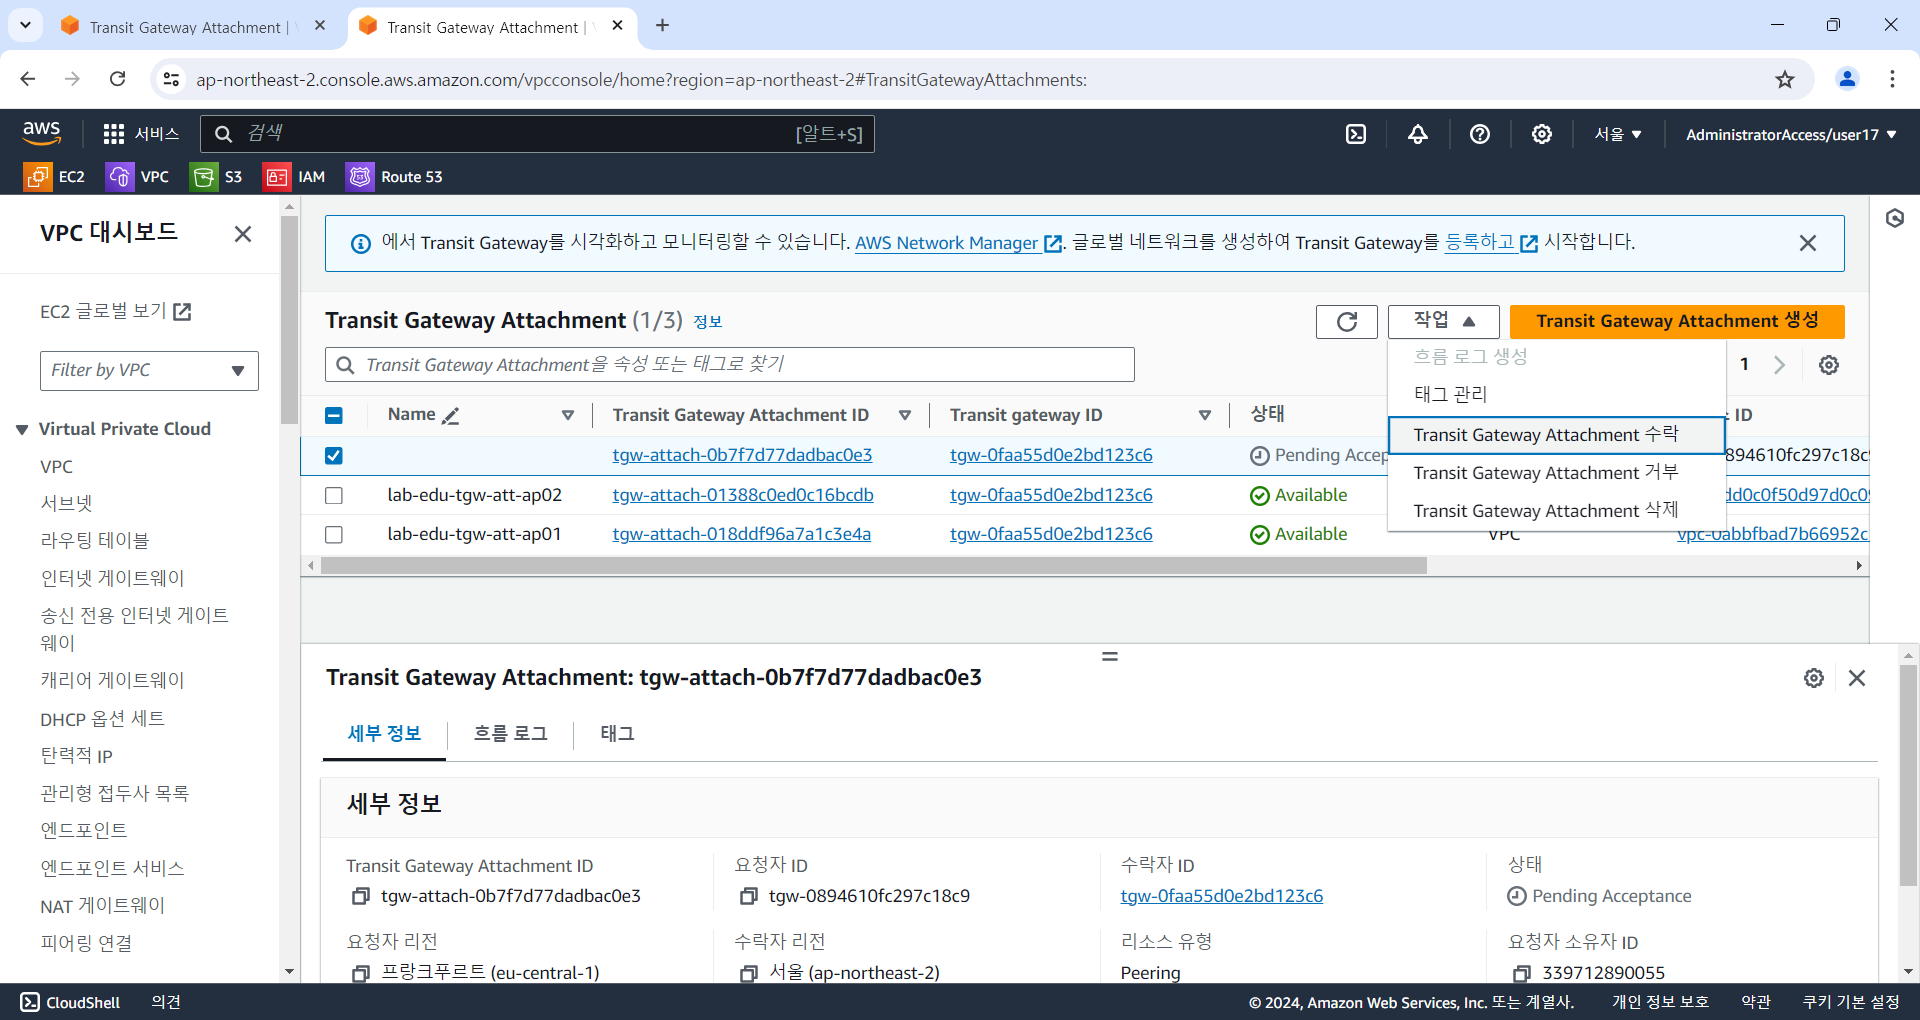 Transit Gateway Attachment |
Transit Gateway Attachment |
ap-northeast-2.console.aws.amazon.com/vpcconsole/home?region=ap-northeast-2#TransitGatewayAttachments:
aws
서비스
검색
[알트+S]
서울
AdministratorAccess/user17
EC2
VPC
S3
IAM
Route 53
VPC 대시보드
EC2 글로벌 보기
Filter by VPC
Virtual Private Cloud
VPC
서브넷
라우팅 테이블
인터넷 게이트웨이
송신 전용 인터넷 게이트
웨이
캐리어 게이트웨이
DHCP 옵션 세트
탄력적 IP
관리형 접두사 목록
엔드포인트
엔드포인트 서비스
NAT 게이트웨이
피어링 연결
에서 Transit Gateway를 시각화하고 모니터링할 수 있습니다. AWS Network Manager . 글로벌 네트워크를 생성하여 Transit Gateway를 등록하고 시작합니다.
Transit Gateway Attachment (1/3) 정보
작업
Transit Gateway Attachment 생성
Transit Gateway Attachment을 속성 또는 태그로 찾기
1
흐름 로그 생성
태그 관리
Transit Gateway Attachment 수락
Transit Gateway Attachment 거부
Transit Gateway Attachment 삭제
Name
Transit Gateway Attachment ID
Transit gateway ID
상태
ID
tgw-attach-0b7f7d77dadbac0e3
tgw-0faa55d0e2bd123c6
Pending Accep
894610fc297c18c
lab-edu-tgw-att-ap02
tgw-attach-01388c0ed0c16bcdb
tgw-0faa55d0e2bd123c6
Available
dd0c0f50d97d0c0
lab-edu-tgw-att-ap01
tgw-attach-018ddf96a7a1c3e4a
tgw-0faa55d0e2bd123c6
Available
VPC
vpc-0abbfbad7b66952c
Transit Gateway Attachment: tgw-attach-0b7f7d77dadbac0e3
세부 정보
흐름 로그
태그
세부 정보
Transit Gateway Attachment ID
tgw-attach-0b7f7d77dadbac0e3
요청자 ID
tgw-0894610fc297c18c9
수락자 ID
tgw-0faa55d0e2bd123c6
상태
Pending Acceptance
요청자 리전
프랑크푸르트 (eu-central-1)
수락자 리전
서울 (ap-northeast-2)
리소스 유형
Peering
요청자 소유자 ID
339712890055
CloudShell
의견
© 2024, Amazon Web Services, Inc. 또는 계열사.
개인 정보 보호
약관
쿠키 기본 설정